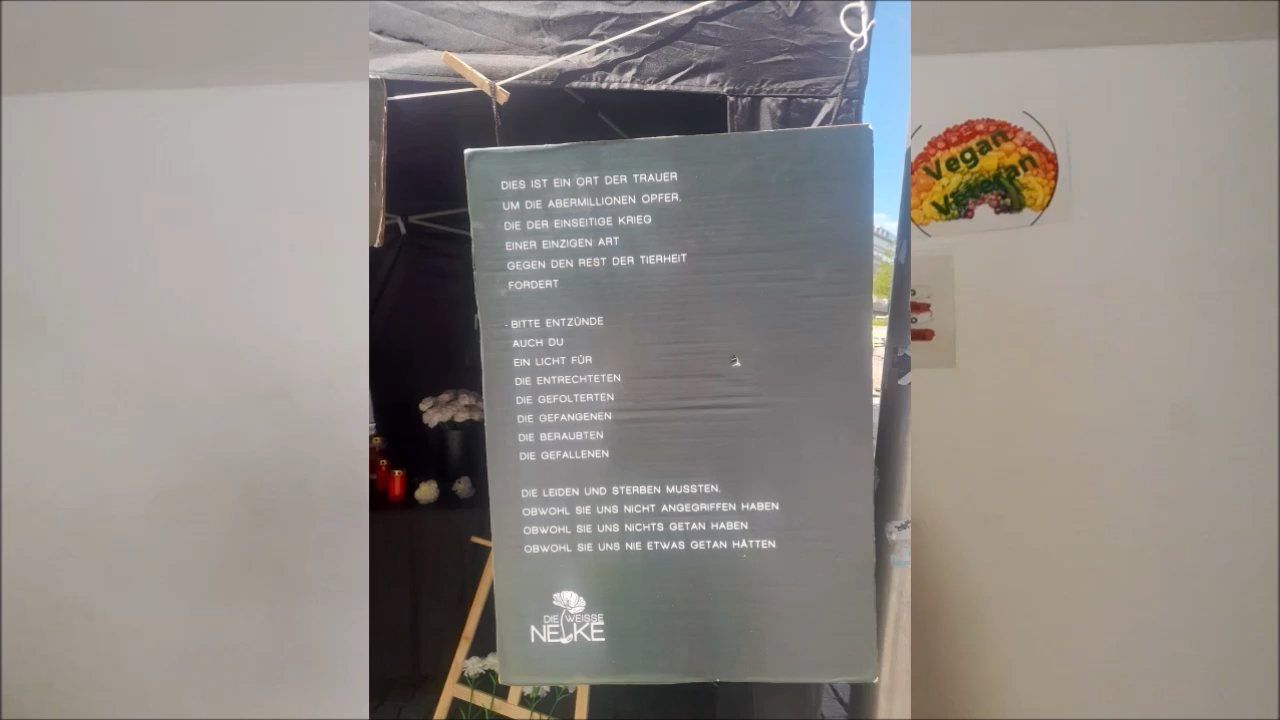 DIES IST EIN ORT DER TRAUER
UM DIE ABERMILLIONEN OPFER,
DIE DER EINSEITIGE KRIEG
EINER EINZIGEN ART
GEGEN DEN REST DER TIERHEIT
FORDERT
- BITTE ENTZÜNDE
AUCH DU
EIN LICHT FÜR
DIE ENTRECHTETEN
DIE GEFOLTERTEN
DIE GEFANGENEN
DIE BERAUBTEN
DIE GEFALLENEN
DIE LEIDEN UND STERBEN MUSSTEN,
OBWOHL SIE UNS NICHT ANGEGRIFFEN HABEN
OBWOHL SIE UNS NICHTS GETAN HABEN
OBWOHL SIE UNS NIE ETWAS GETAN HÄTTEN
DIE WEISSE
NELKE
Vegan